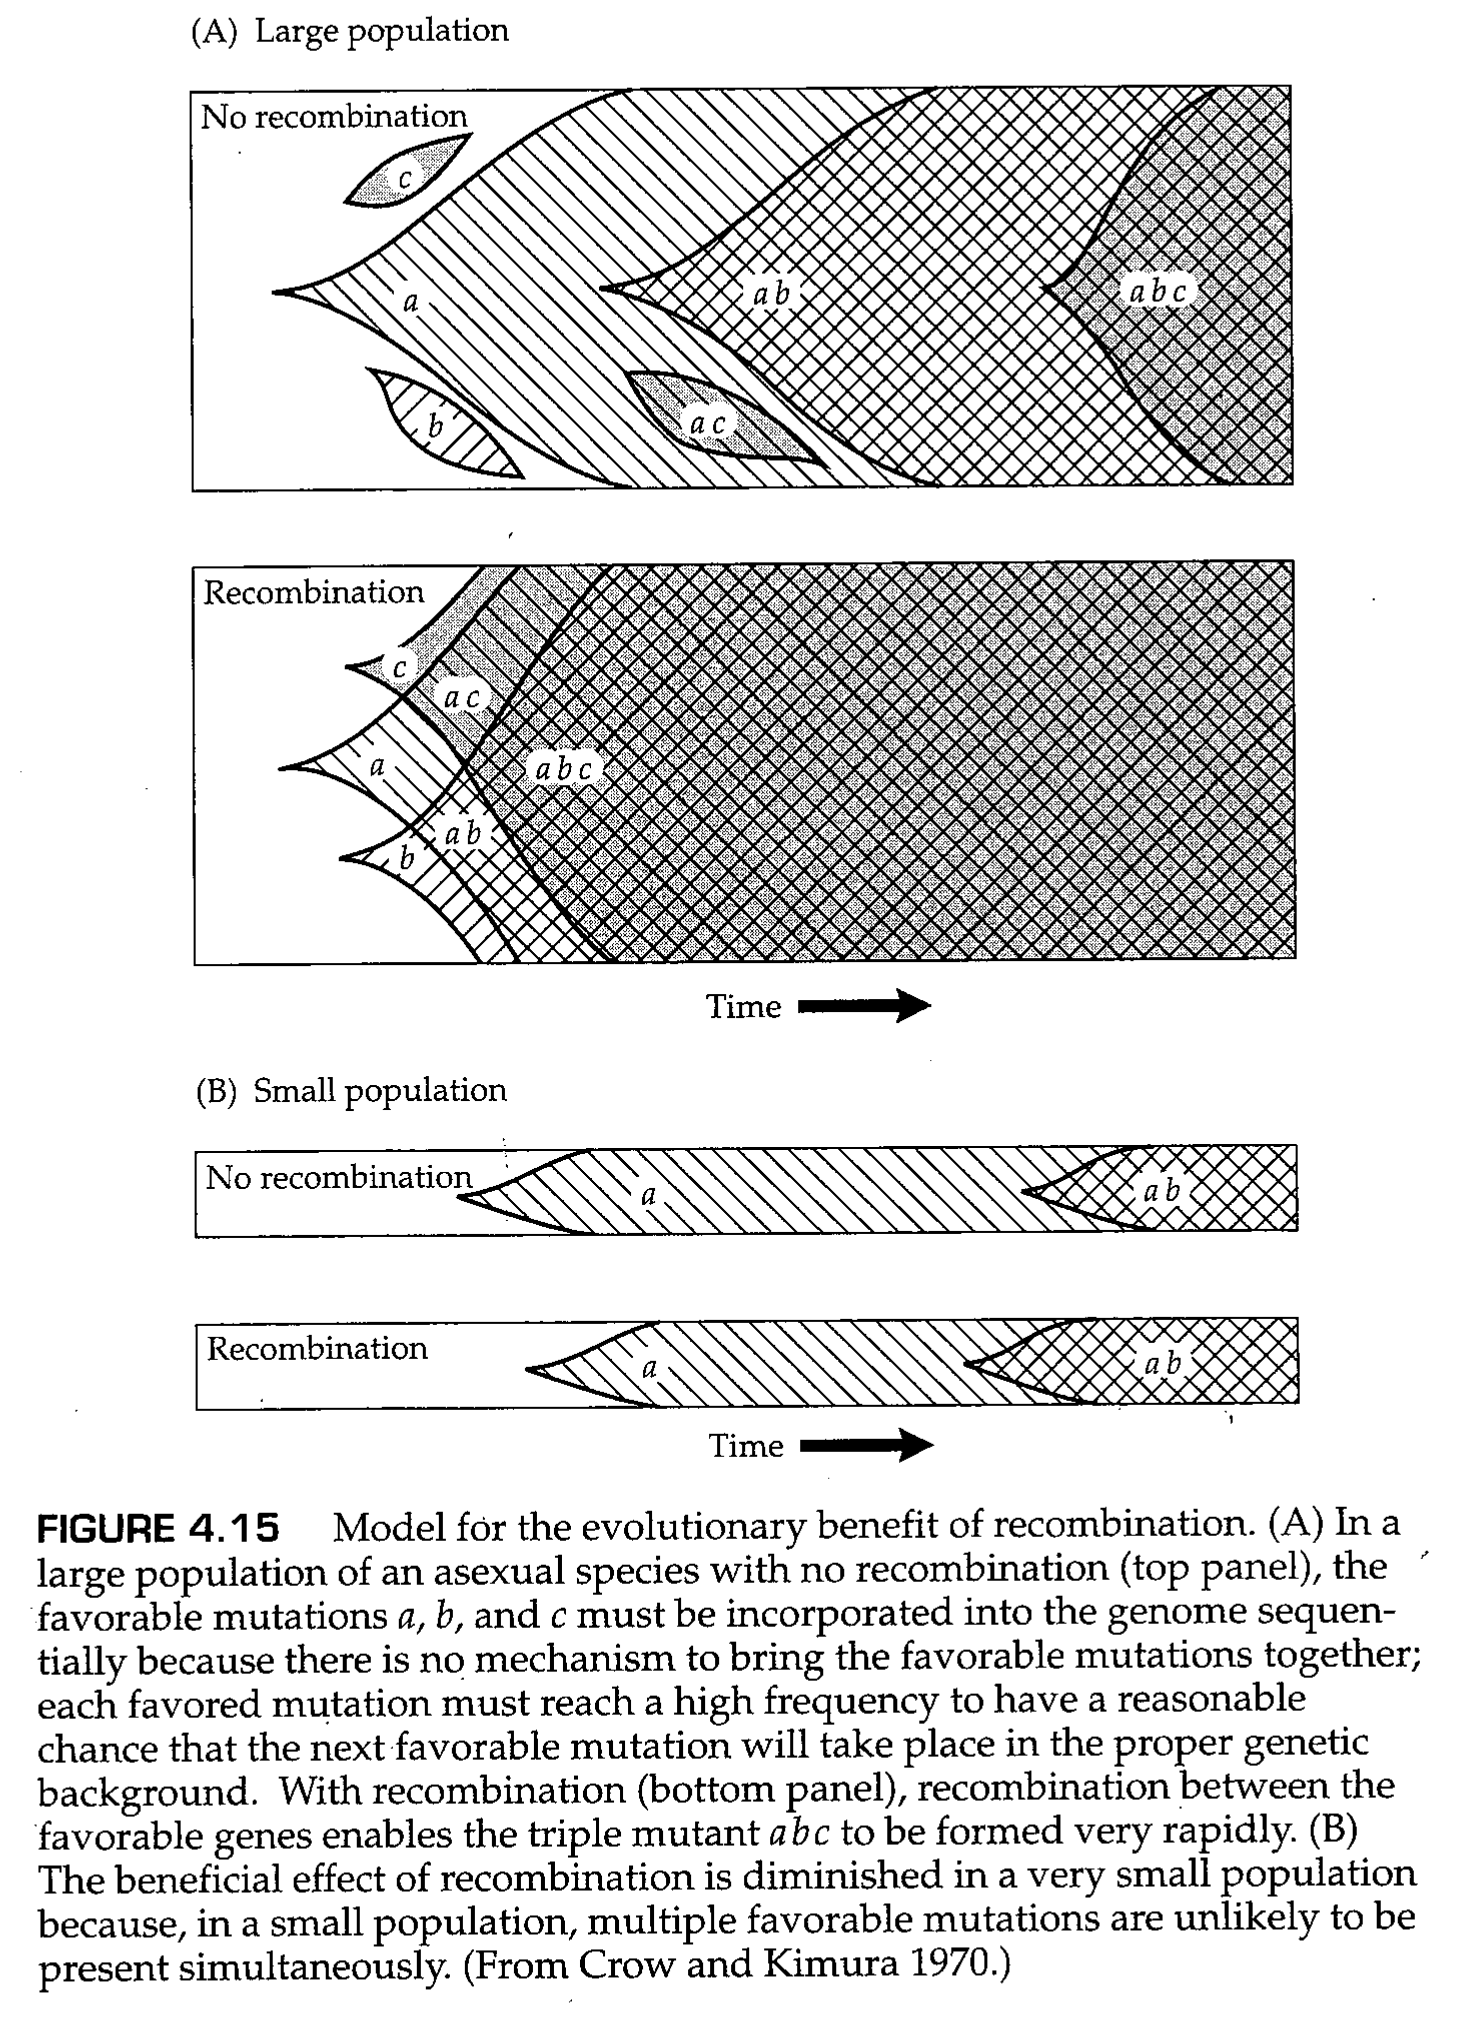 (A) Large population
No recombination
c
a
ab
abc
b
ac
Recombination
c
ac
a
abc
ab
b
Time
(B) Small population
No recombination
a
ab
Recombination
a
ab
Time
FIGURE 4.15 Model for the evolutionary benefit of recombination. (A) In a
large population of an asexual species with no recombination (top panel), the
favorable mutations a, b, and c must be incorporated into the genome sequen-
tially because there is no mechanism to bring the favorable mutations together;
each favored mutation must reach a high frequency to have a reasonable
chance that the next favorable mutation will take place in the proper genetic
background. With recombination (bottom panel), recombination between the
favorable genes enables the triple mutant abc to be formed very rapidly. (B)
The beneficial effect of recombination is diminished in a very small population
because, in a small population, multiple favorable mutations are unlikely to be
present simultaneously. (From Crow and Kimura 1970.)